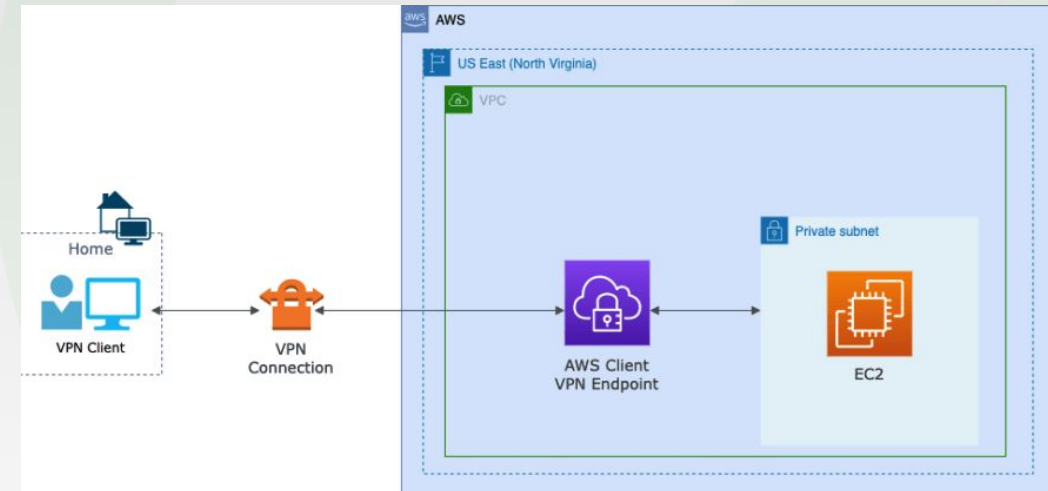 aws
AWS
US East (North Virginia)
VPC
Private subnet
Home
VPN Client
VPN
Connection
AWS Client
VPN Endpoint
EC2